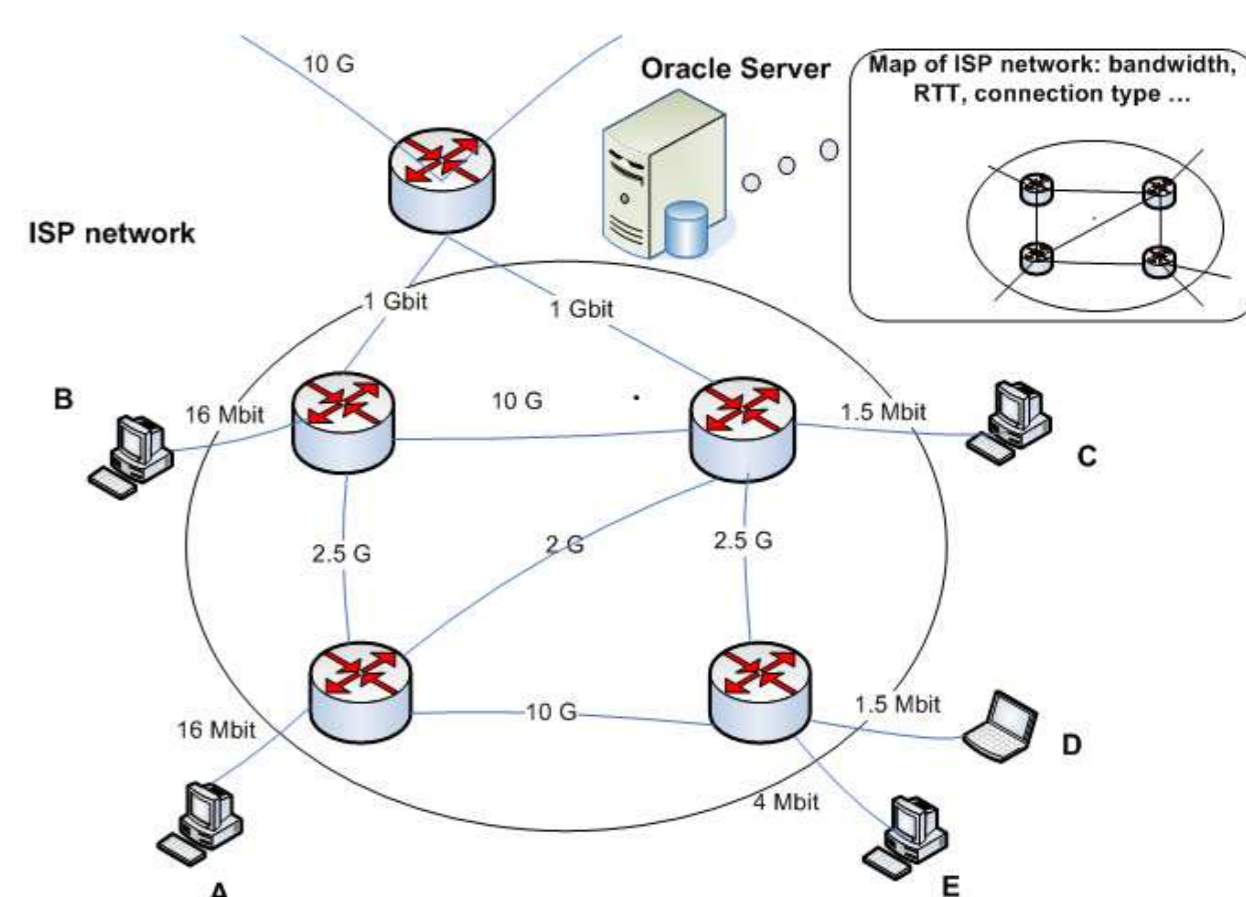 10 G
Oracle Server
Map of ISP network: bandwidth,
RTT, connection type ...
ISP network
1 Gbit
1 Gbit
B
16 Mbit
10 G
1.5 Mbit
C
2.5 G
2 G
2.5 G
16 Mbit
10 G
1.5 Mbit
D
4 Mbit
A
E